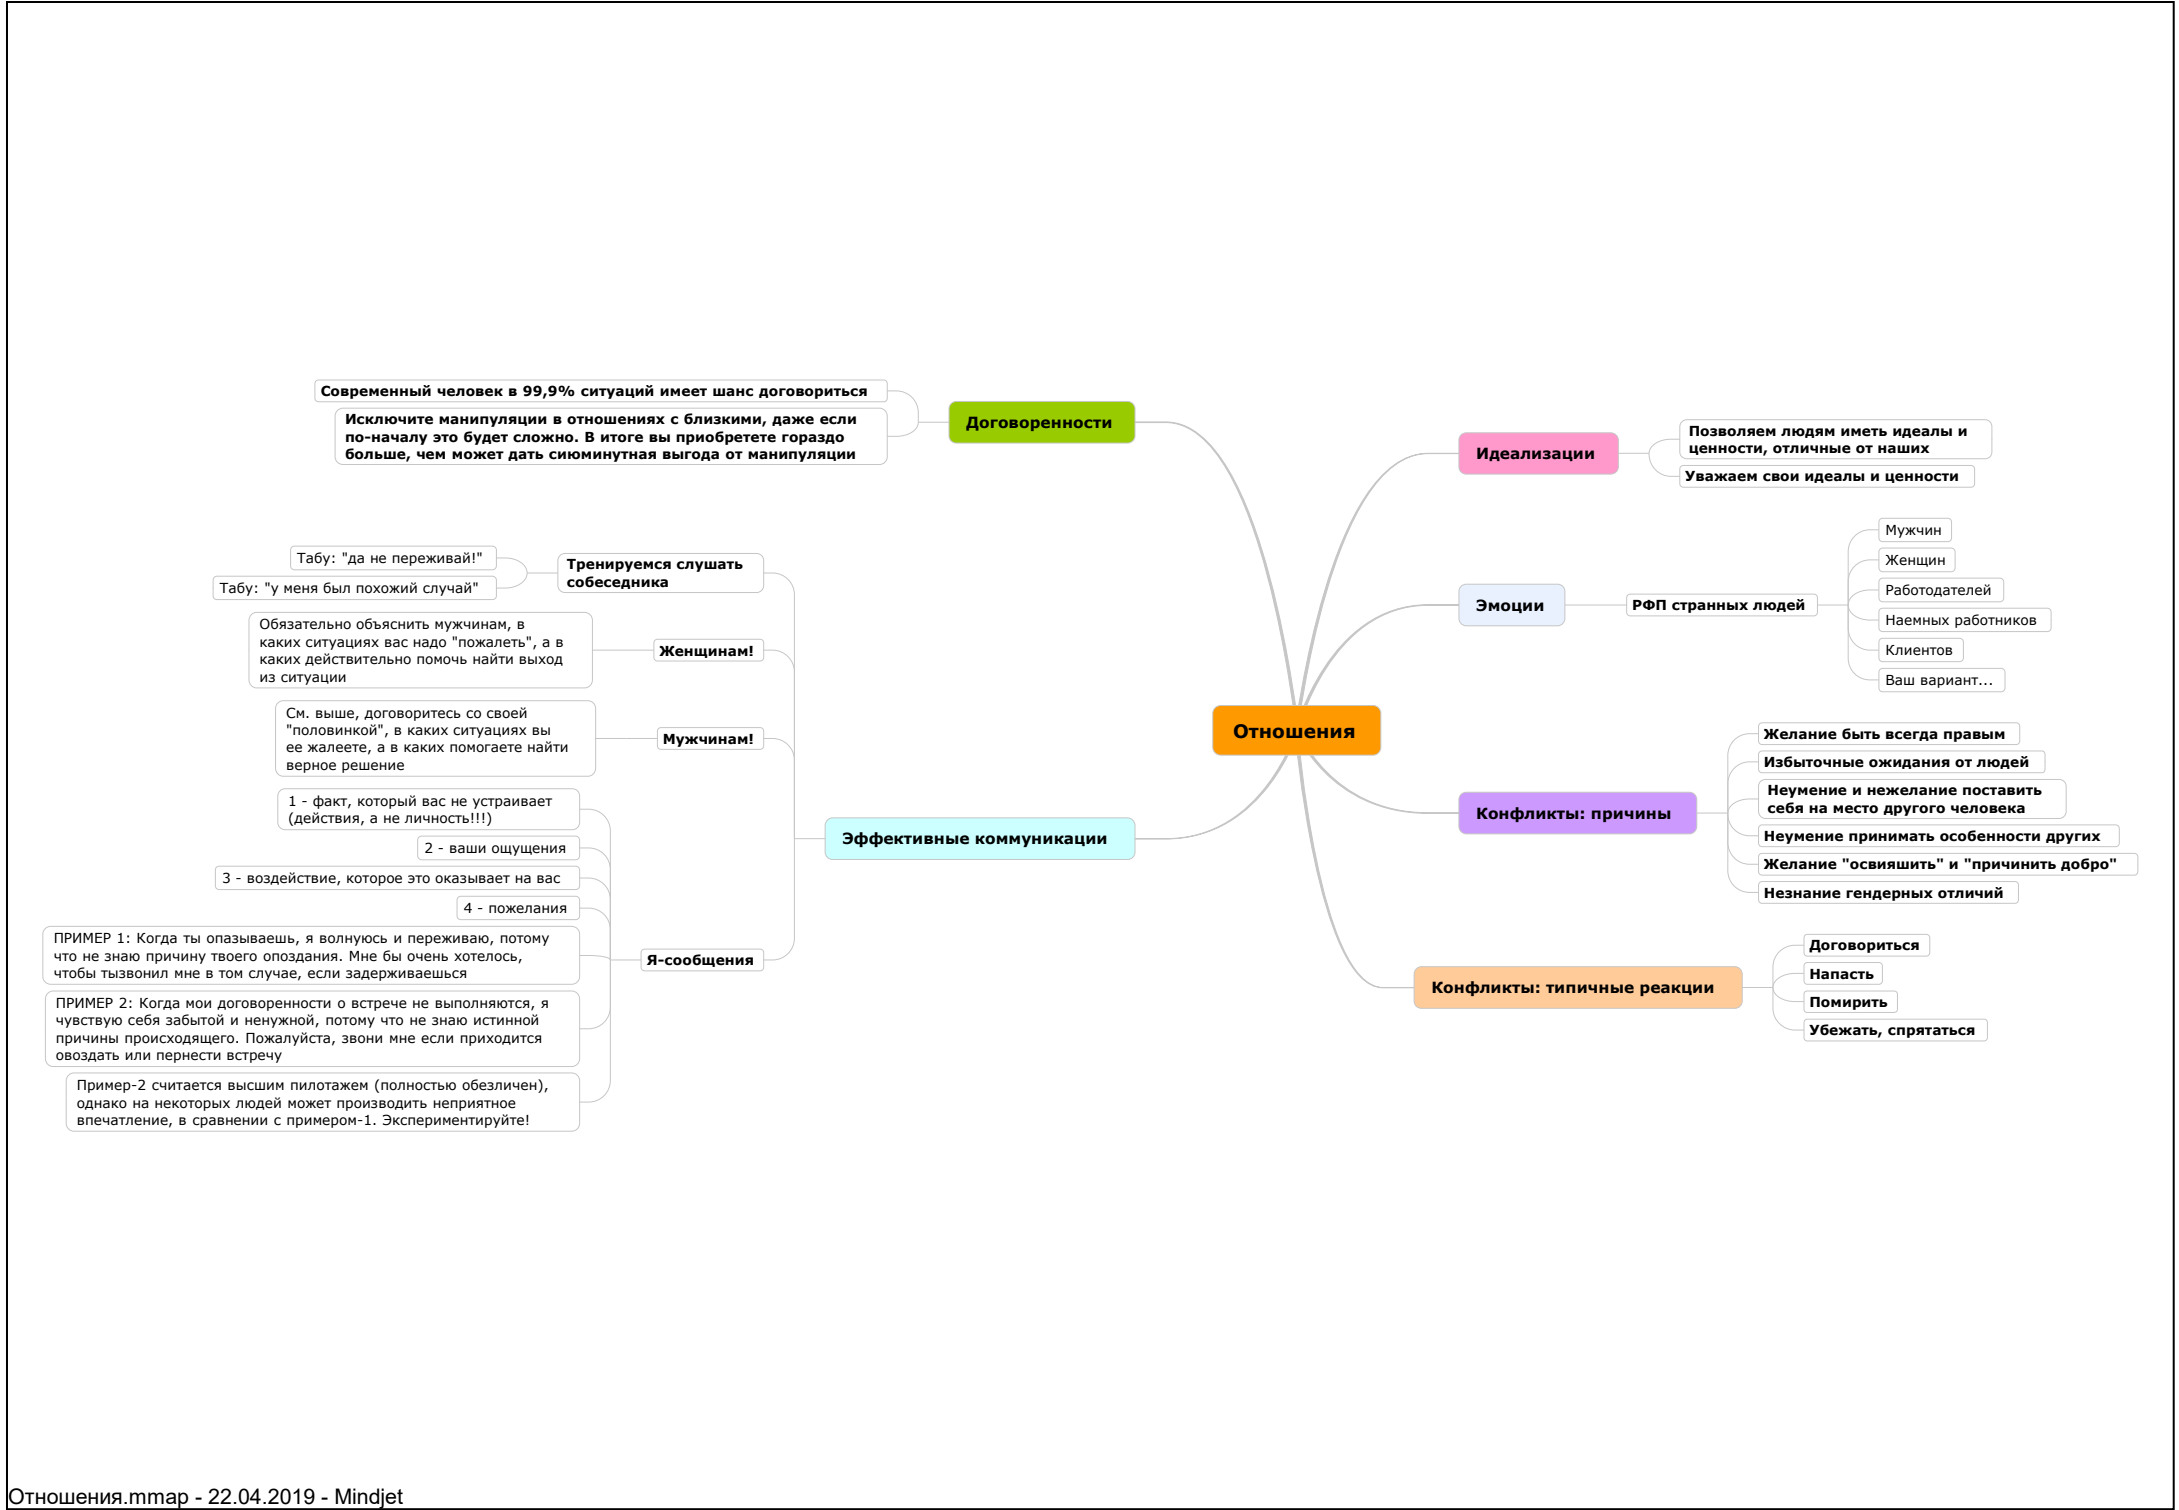 Отношения
Идеализации
Позволяем людям иметь идеалы и
ценности, отличные от наших
Уважаем свои идеалы и ценности
Эмоции
РФП странных людей
Мужчин
Женщин
Работодателей
Наемных работников
Клиентов
Ваш вариант...
Конфликты: причины
Желание быть всегда правым
Избыточные ожидания от людей
Неумение и нежелание поставить
себя на место другого человека
Неумение принимать особенности других
Желание "освияшить" и "причинить добро"
Незнание гендерных отличий
Конфликты: типичные реакции
Договориться
Напасть
Помирить
Убежать, спрятаться
Договоренности
Современный человек в 99,9% ситуаций имеет шанс договориться
Исключите манипуляции в отношениях с близкими, даже если
по-началу это будет сложно. В итоге вы приобретете гораздо
больше, чем может дать сиюминутная выгода от манипуляции
Эффективные коммуникации
Тренируемся слушать
собеседника
Табу: "да не переживай!"
Табу: "у меня был похожий случай"
Женщинам!
Обязательно объяснить мужчинам, в
каких ситуациях вас надо "пожалеть", а в
каких действительно помочь найти выход
из ситуации
Мужчинам!
См. выше, договоритесь со своей
"половинкой", в каких ситуациях вы
ее жалеете, а в каких помогаете найти
верное решение
Я-сообщения
1 - факт, который вас не устраивает
(действия, а не личность!!!)
2 - ваши ощущения
3 - воздействие, которое это оказывает на вас
4 - пожелания
ПРИМЕР 1: Когда ты опазываешь, я волнуюсь и переживаю, потому
что не знаю причину твоего опоздания. Мне бы очень хотелось,
чтобы тызвонил мне в том случае, если задерживаешься
ПРИМЕР 2: Когда мои договоренности о встрече не выполняются, я
чувствую себя забытой и ненужной, потому что не знаю истинной
причины происходящего. Пожалуйста, звони мне если приходится
овоздать или пернести встречу
Пример-2 считается высшим пилотажем (полностью обезличен),
однако на некоторых людей может производить неприятное
впечатление, в сравнении с примером-1. Экспериментируйте!
Отношения.mmap - 22.04.2019 - Mindjet